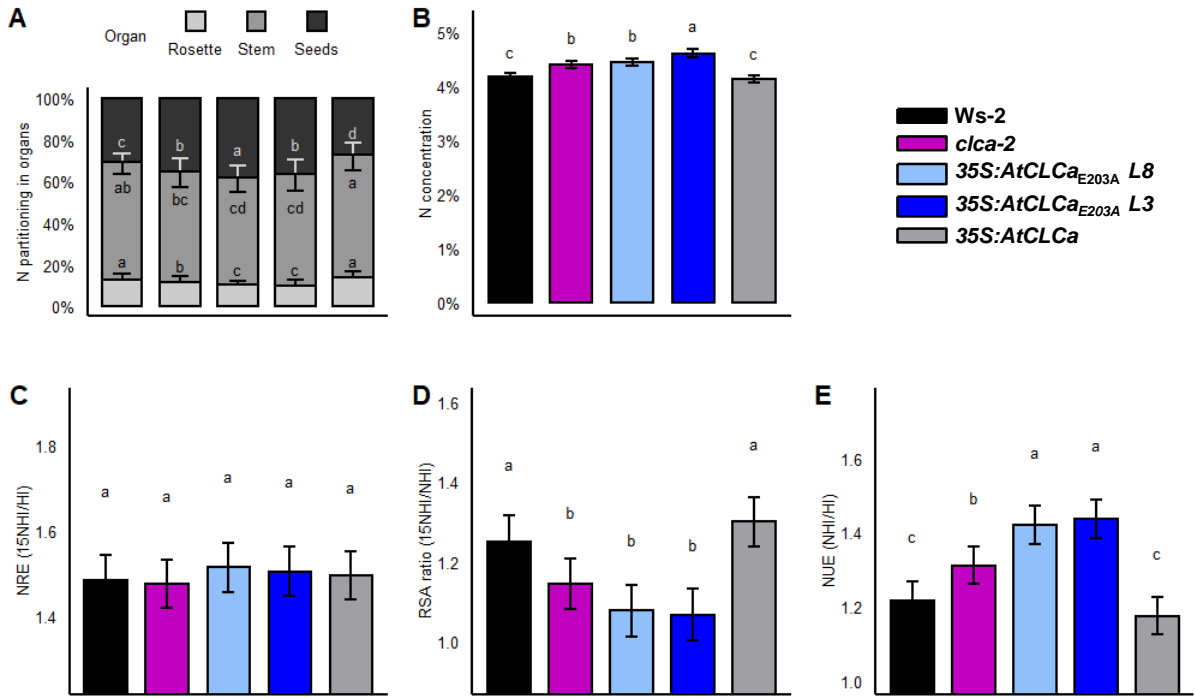 A
Organ
Rosette
Stem
Seeds
N partitioning in organs
100%
80%
60%
40%
20%
0%
c
b
a
b
d
ab
bc
cd
cd
a
a
b
c
c
a
B
N concentration
5%
4%
3%
2%
1%
0%
c
b
b
a
c
Ws-2
clca-2
35S:AtCLCaE203A L8
35S:AtCLCaE203A L3
35S:AtCLCa
C
NRE (15NHI/HI)
1.8
1.6
1.4
a
a
a
a
a
D
RSA ratio (15NHI/NHI)
1.6
1.4
1.2
1.0
a
b
b
b
a
E
NUE (NHI/HI)
1.6
1.4
1.2
1.0
c
b
a
a
c